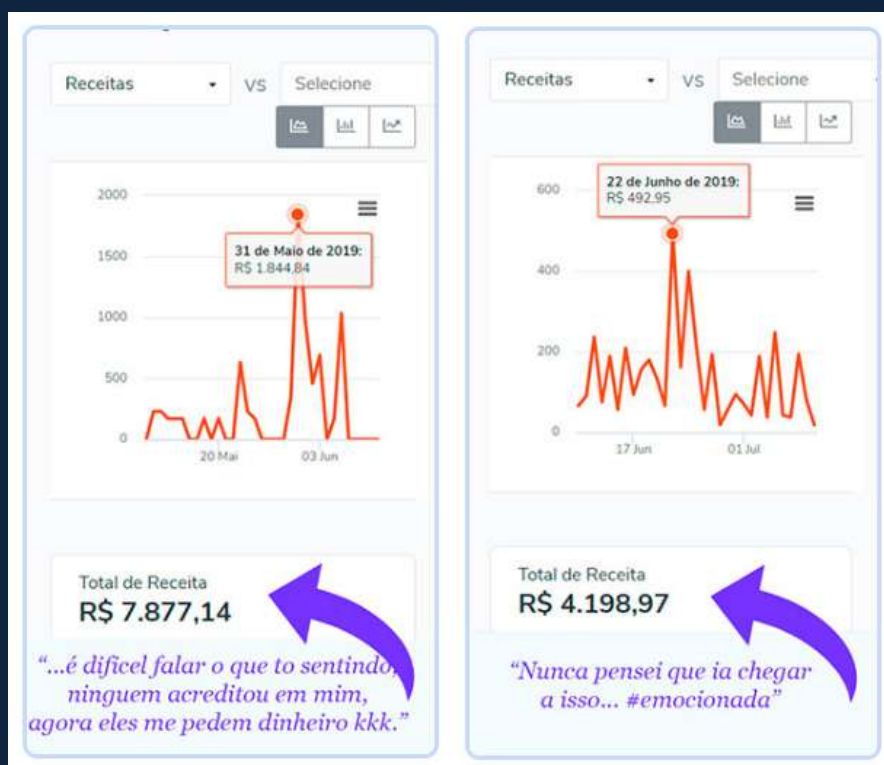 Receitas
VS
Selecione
2000
31 de Maio de 2019:
R$ 1.844,84
1500
1000
500
0
20 Mai
03 Jun
Total de Receita
R$ 7.877,14
“...é dificel falar o que to sentindo,
ninguem acreditou em mim,
agora eles me pedem dinheiro kkk.”
Receitas
VS
Selecione
600
22 de Junho de 2019:
R$ 492,95
400
200
0
17 Jun
01 Jul
Total de Receita
R$ 4.198,97
“Nunca pensei que ia chegar
a isso... #emocionada”